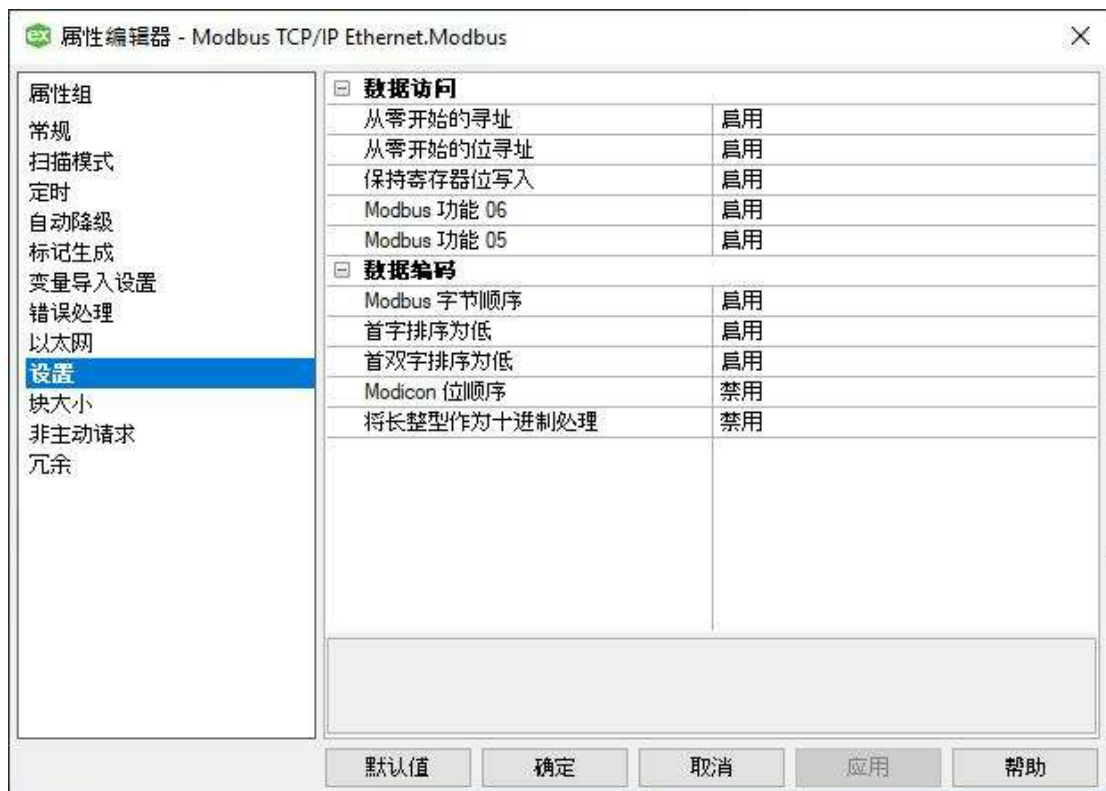 属性编辑器 - Modbus TCP/IP Ethernet.Modbus
属性组
常规
扫描模式
定时
自动降级
标记生成
变量导入设置
错误处理
以太网
设置
块大小
非主动请求
冗余
数据访问
从零开始的寻址 启用
从零开始的位寻址 启用
保持寄存器位写入 启用
Modbus 功能 06 启用
Modbus 功能 05 启用
数据编码
Modbus 字节顺序 启用
首字排序为低 启用
首双字排序为低 启用
Modicon 位顺序 禁用
将长整型作为十进制处理 禁用
默认值 确定 取消 应用 帮助